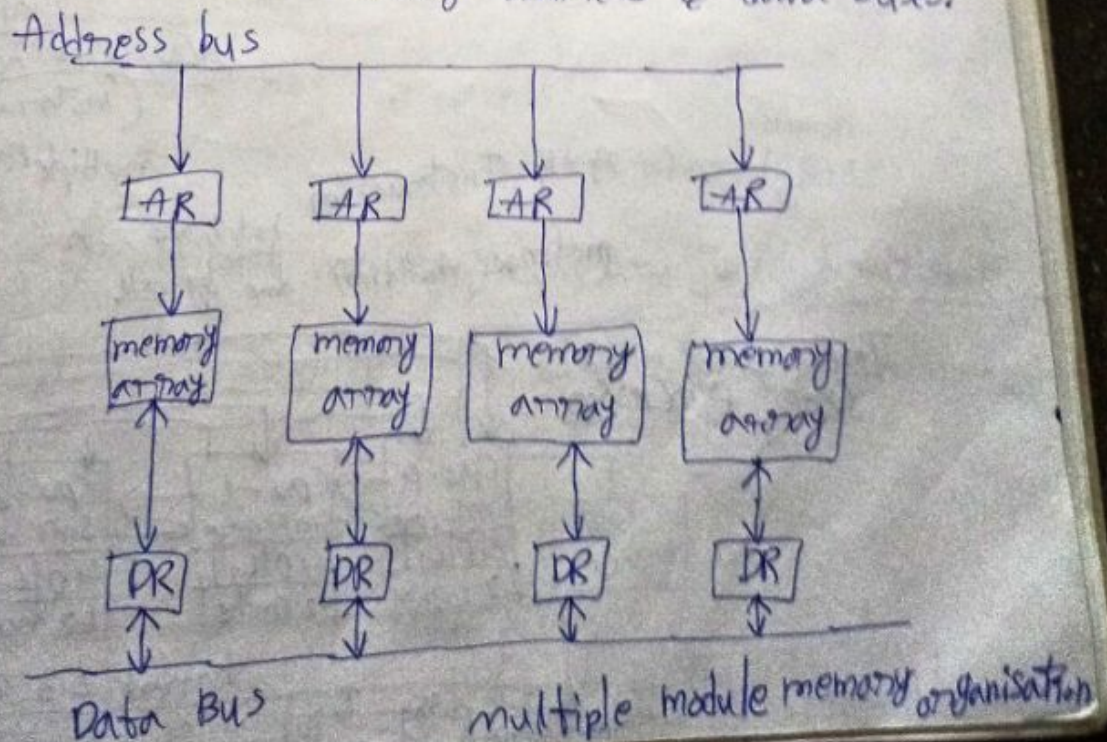 Address bus
AR AR AR AR
memory array memory array memory array memory array
DR DR DR DR
Data Bus
multiple module memory organisation